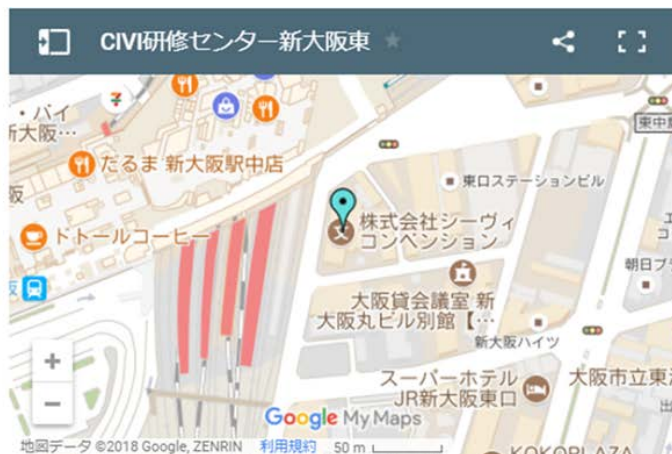 CIVI研修センター新大阪東
・バイ
新大阪…
だるま 新大阪駅中店
阪
ドトールコーヒー
東口ステーションビル
東中
株式会社シーヴィ
コンベンション
大阪貸会議室 新
大阪丸ビル別館【…
新大阪ハイツ
朝日プ
スーパーホテル
JR新大阪東口
大阪市立東
KOKOPLAZA
+
−
Google My Maps
地図データ ©2018 Google, ZENRIN
利用規約
50 m